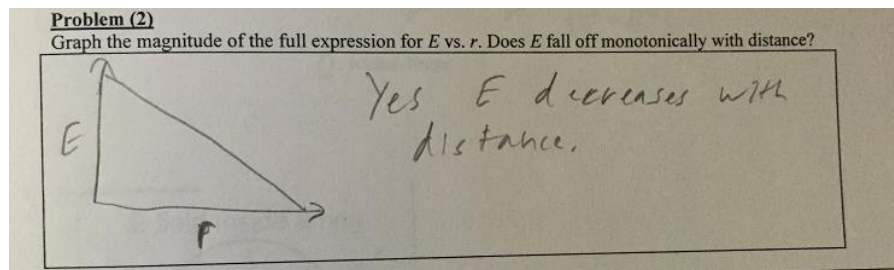 Problem (2)
Graph the magnitude of the full expression for E vs. r. Does E fall off monotonically with distance?
Yes E decreases with
distance.
E
r